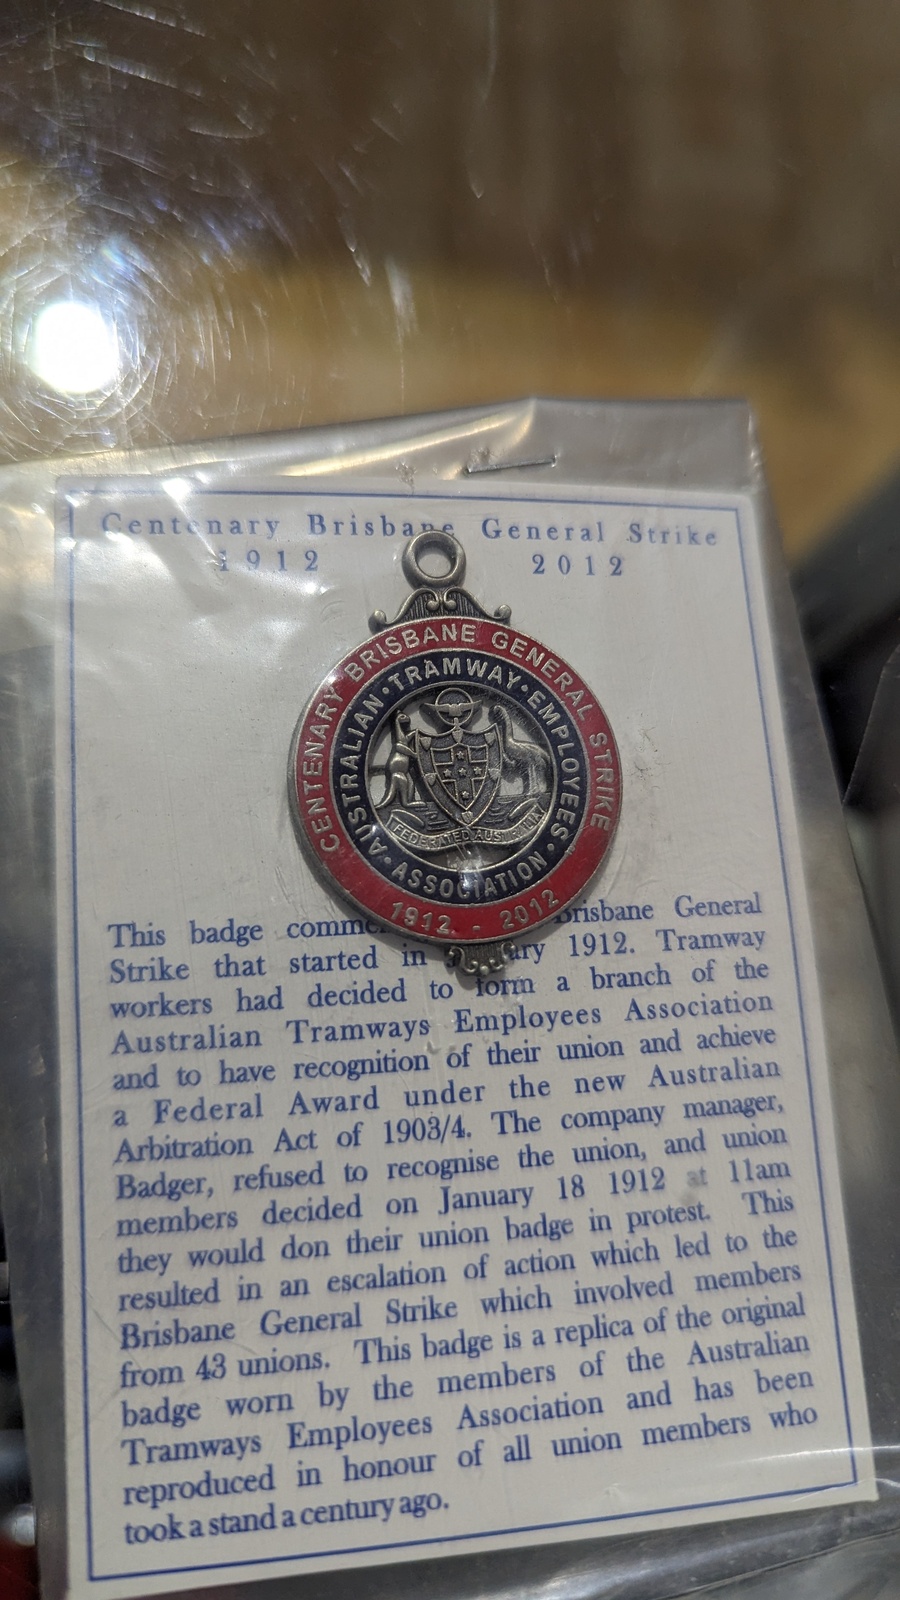 Centenary Brisbane General Strike
1912 2012
CENTENARY BRISBANE GENERAL STRIKE
AUSTRALIAN · TRAMWAY · EMPLOYEES · ASSOCIATION ·
FEDERATED AUSTRALIA
1912 - 2012
This badge Brisbane General
Strike that started in 1912. Tramway
workers had decided to form a branch of the
Australian Tramways Employees Association
and to have recognition of their union and achieve
a Federal Award under the new Australian
Arbitration Act of 1903/4. The company manager,
Badger, refused to recognise the union, and union
members decided on January 18 1912 at 11am
they would don their union badge in protest. This
resulted in an escalation of action which led to the
Brisbane General Strike which involved members
from 43 unions. This badge is a replica of the original
badge worn by the members of the Australian
Tramways Employees Association and has been
reproduced in honour of all union members who
took a stand a century ago.